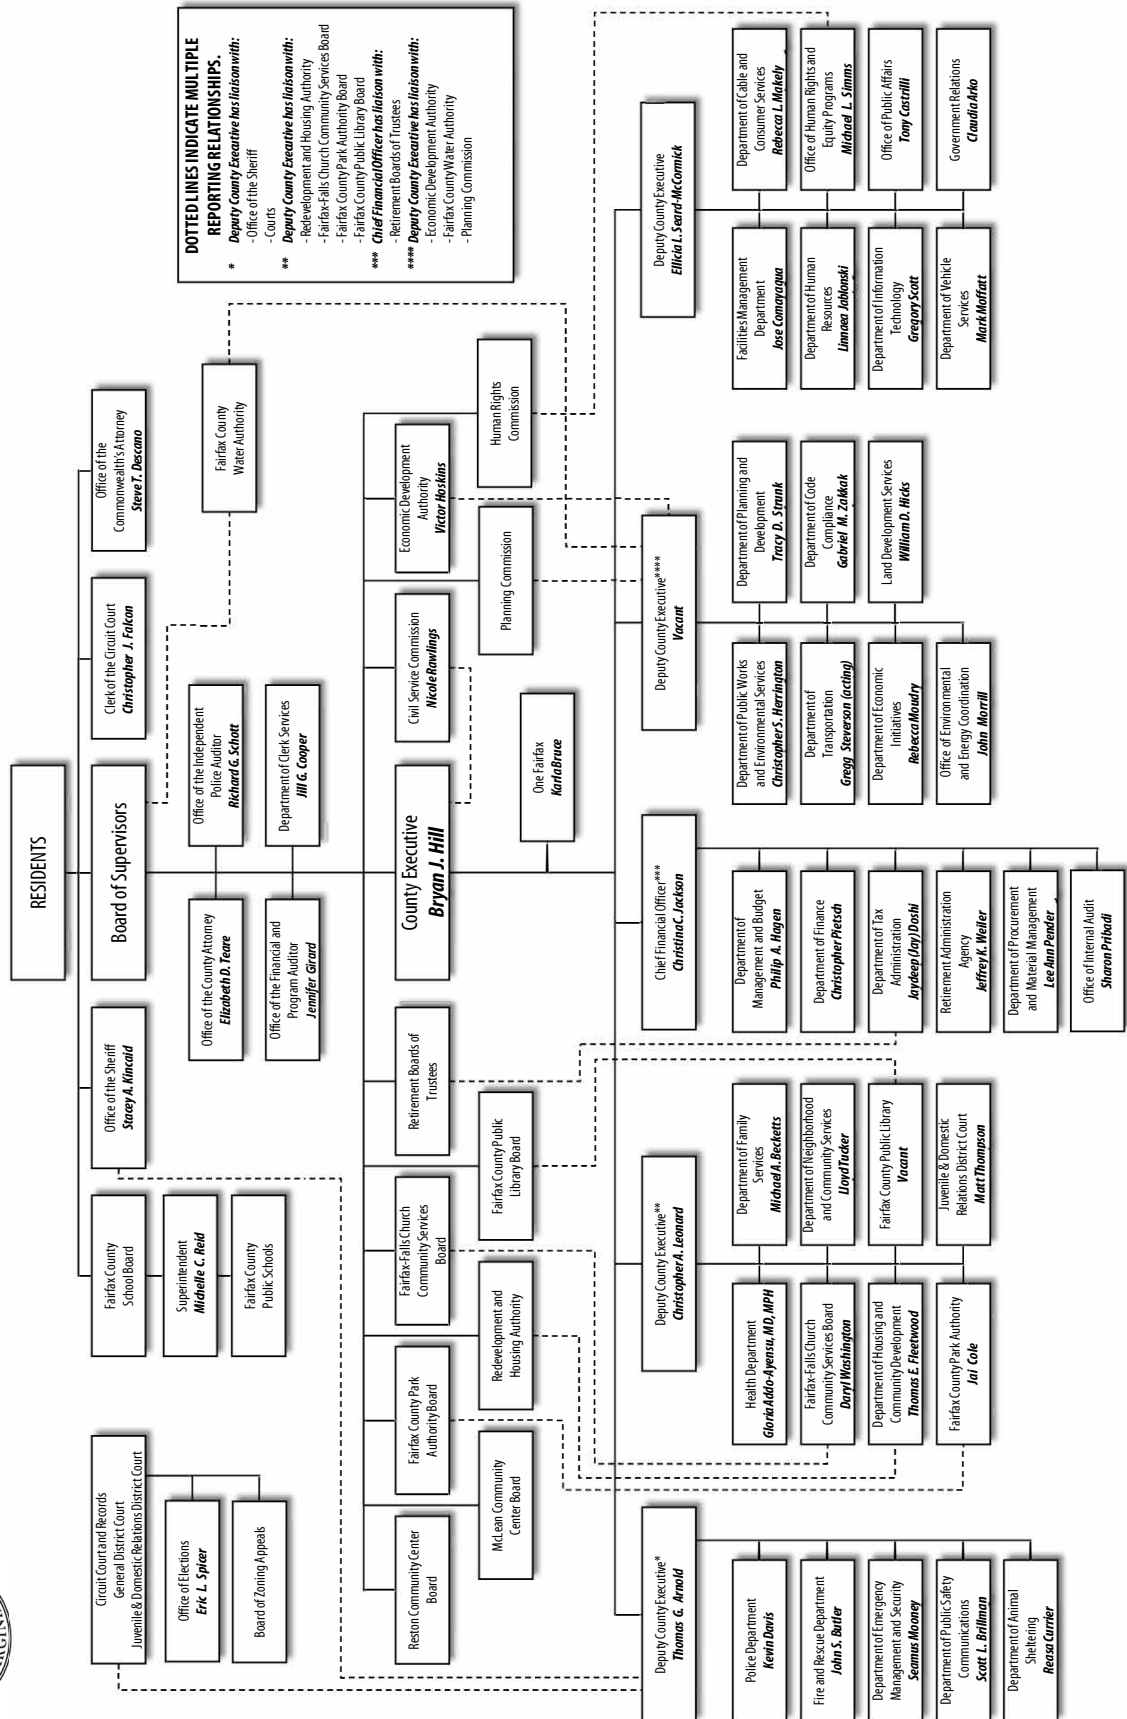 RESIDENTS
Fairfax County
School Board
Superintendent
Michelle C. Reid
Fairfax County
Public Schools
Office of the Sheriff
Stacey A. Kincaid
Board of Supervisors
Clerk of the Circuit Court
Christopher J. Falcon
Office of the
Commonwealth's Attorney
Steve T. Descano
Circuit Court and Records
General District Court
Juvenile & Domestic Relations District Court
Office of Elections
Eric L. Spicer
Board of Zoning Appeals
Office of the County Attorney
Elizabeth D. Teare
Office of the Independent
Police Auditor
Richard G. Schott
Office of the Financial and
Program Auditor
Jennifer Girard
Department of Clerk Services
Jill G. Cooper
Fairfax County
Water Authority
DOTTED LINES INDICATE MULTIPLE
REPORTING RELATIONSHIPS.
* Deputy County Executive has liaison with:
- Office of the Sheriff
- Courts
** Deputy County Executive has liaison with:
- Redevelopment and Housing Authority
- Fairfax-Falls Church Community Services Board
- Fairfax County Park Authority Board
- Fairfax County Public Library Board
*** Chief Financial Officer has liaison with:
- Retirement Boards of Trustees
**** Deputy County Executive has liaison with:
- Economic Development Authority
- Fairfax County Water Authority
- Planning Commission
Reston Community Center
Board
Fairfax County Park
Authority Board
Fairfax-Falls Church
Community Services
Board
Retirement Boards of
Trustees
County Executive
Bryan J. Hill
Civil Service Commission
Nicole Rawlings
Economic Development
Authority
Victor Hoskins
McLean Community
Center Board
Redevelopment and
Housing Authority
Fairfax County Public
Library Board
Planning Commission
Human Rights
Commission
One Fairfax
Karla Bruce
Deputy County Executive*
Thomas G. Arnold
Police Department
Kevin Davis
Fire and Rescue Department
John S. Butler
Department of Emergency
Management and Security
Seamus Mooney
Department of Public Safety
Communications
Scott L. Brillman
Department of Animal
Sheltering
Reasa Currier
Deputy County Executive**
Christopher A. Leonard
Health Department
Gloria Addo-Ayensu, MD, MPH
Department of Family
Services
Michael A. Becketts
Fairfax-Falls Church
Community Services Board
Daryl Washington
Department of Neighborhood
and Community Services
Lloyd Tucker
Department of Housing and
Community Development
Thomas E. Fleetwood
Fairfax County Public Library
Vacant
Fairfax County Park Authority
Jai Cole
Juvenile & Domestic
Relations District Court
Matt Thompson
Chief Financial Officer***
Christina C. Jackson
Department of
Management and Budget
Philip A. Hagen
Department of Finance
Christopher Pietsch
Department of Tax
Administration
Jaydeep (Jay) Doshi
Retirement Administration
Agency
Jeffrey K. Weiler
Department of Procurement
and Material Management
Lee Ann Pender
Office of Internal Audit
Sharon Pribadi
Deputy County Executive****
Vacant
Department of Public Works
and Environmental Services
Christopher S. Herrington
Department of Planning and
Development
Tracy D. Strunk
Department of
Transportation
Gregg Steverson (acting)
Department of Code
Compliance
Gabriel M. Zakkak
Department of Economic
Initiatives
Rebecca Moudry
Land Development Services
William D. Hicks
Office of Environmental
and Energy Coordination
John Morrill
Deputy County Executive
Ellicia L. Seard-McCormick
Facilities Management
Department
Jose Comayagua
Department of Cable and
Consumer Services
Rebecca L. Makely
Department of Human
Resources
Linnaea Jablonski
Office of Human Rights and
Equity Programs
Michael L. Simms
Department of Information
Technology
Gregory Scott
Office of Public Affairs
Tony Castrilli
Department of Vehicle
Services
Mark Moffatt
Government Relations
Claudia Arko